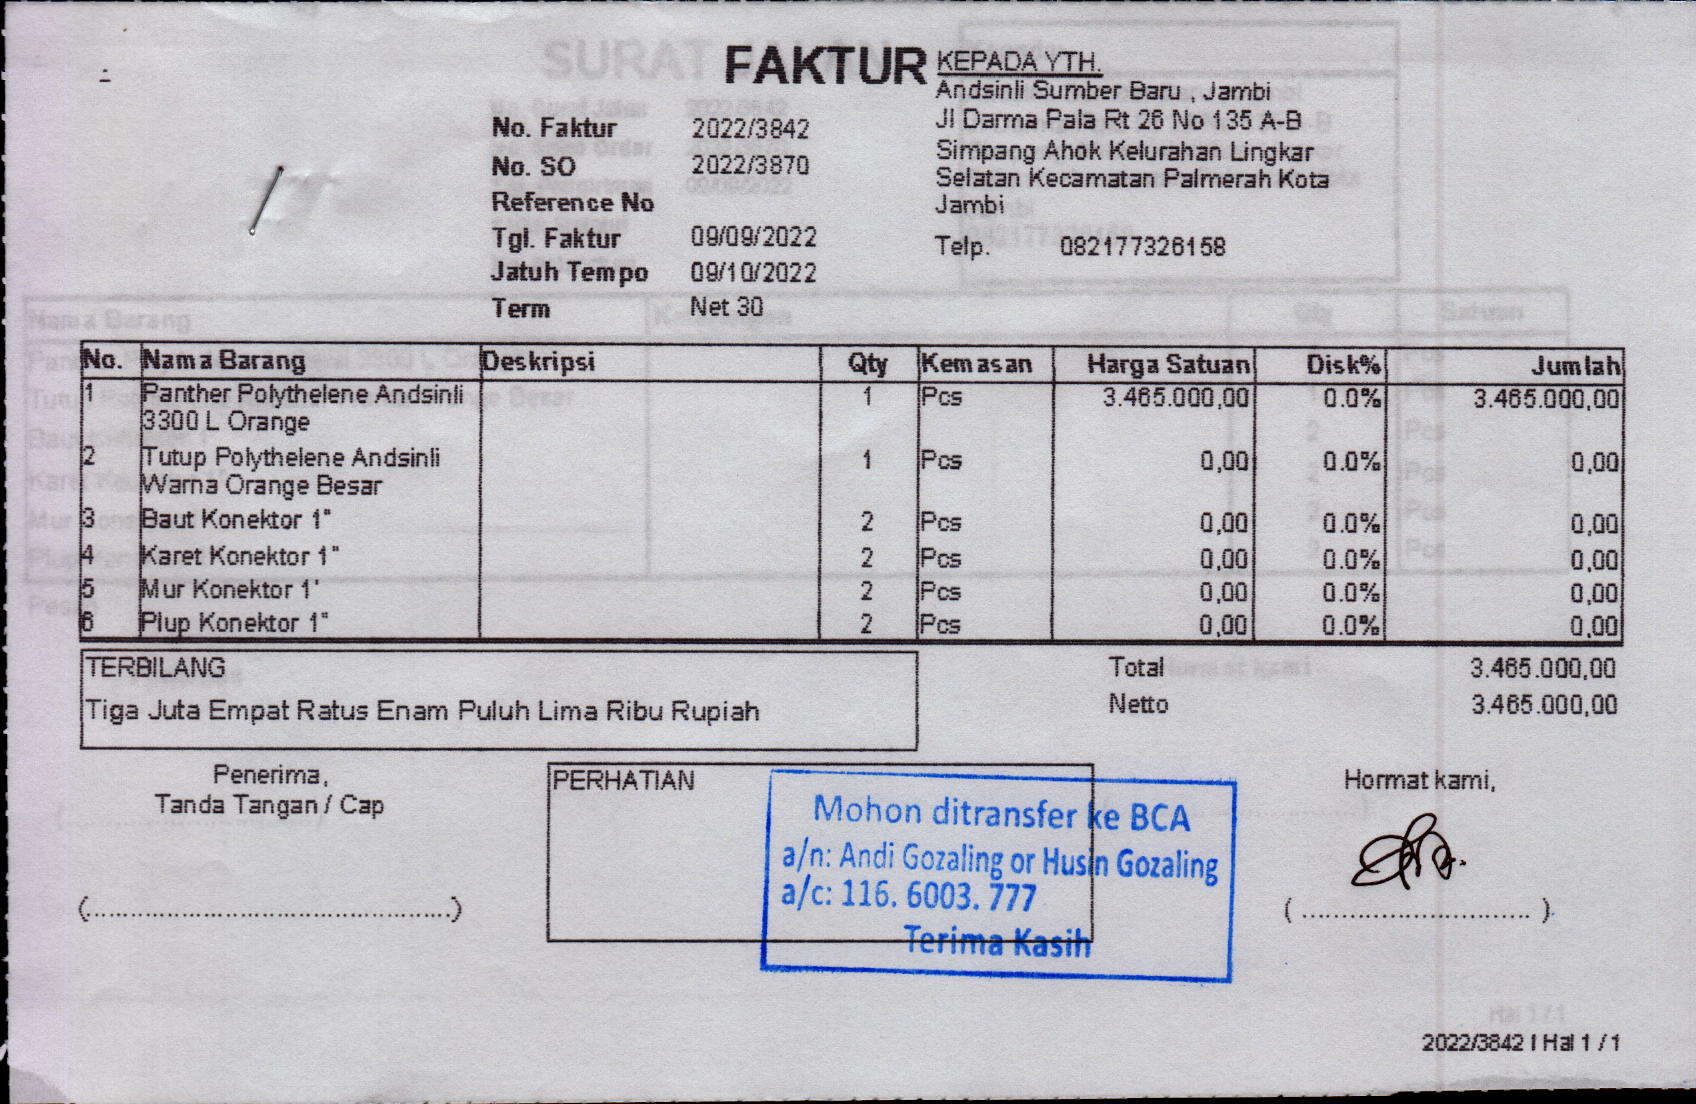 FAKTUR
KEPADA YTH.
Andsinli Sumber Baru , Jambi
Jl Darma Pala Rt 26 No 135 A-B
Simpang Ahok Kelurahan Lingkar
Selatan Kecamatan Palmerah Kota
Jambi
Telp. 082177326158
No. Faktur 2022/3842
No. SO 2022/3870
Reference No
Tgl. Faktur 09/09/2022
Jatuh Tempo 09/10/2022
Term Net 30
No. Nama Barang Deskripsi Qty Kemasan Harga Satuan Disk% Jumlah
1 Panther Polythelene Andsinli 1 Pcs 3.465.000,00 0.0% 3.465.000,00
3300 L Orange
2 Tutup Polythelene Andsinli 1 Pcs 0,00 0.0% 0,00
Warna Orange Besar
3 Baut Konektor 1" 2 Pcs 0,00 0.0% 0,00
4 Karet Konektor 1" 2 Pcs 0,00 0.0% 0,00
5 Mur Konektor 1' 2 Pcs 0,00 0.0% 0,00
6 Plup Konektor 1" 2 Pcs 0,00 0.0% 0,00
TERBILANG
Tiga Juta Empat Ratus Enam Puluh Lima Ribu Rupiah
Total 3.465.000,00
Netto 3.465.000,00
Penerima,
Tanda Tangan / Cap
(...............................................)
PERHATIAN
Mohon ditransfer ke BCA
a/n: Andi Gozaling or Husin Gozaling
a/c: 116. 6003. 777
Terima Kasih
Hormat kami,
( ............................. )
2022/3842 I Hal 1 / 1
SURAT JALAN
Nama Barang Qty Satuan
Hal 1 / 1